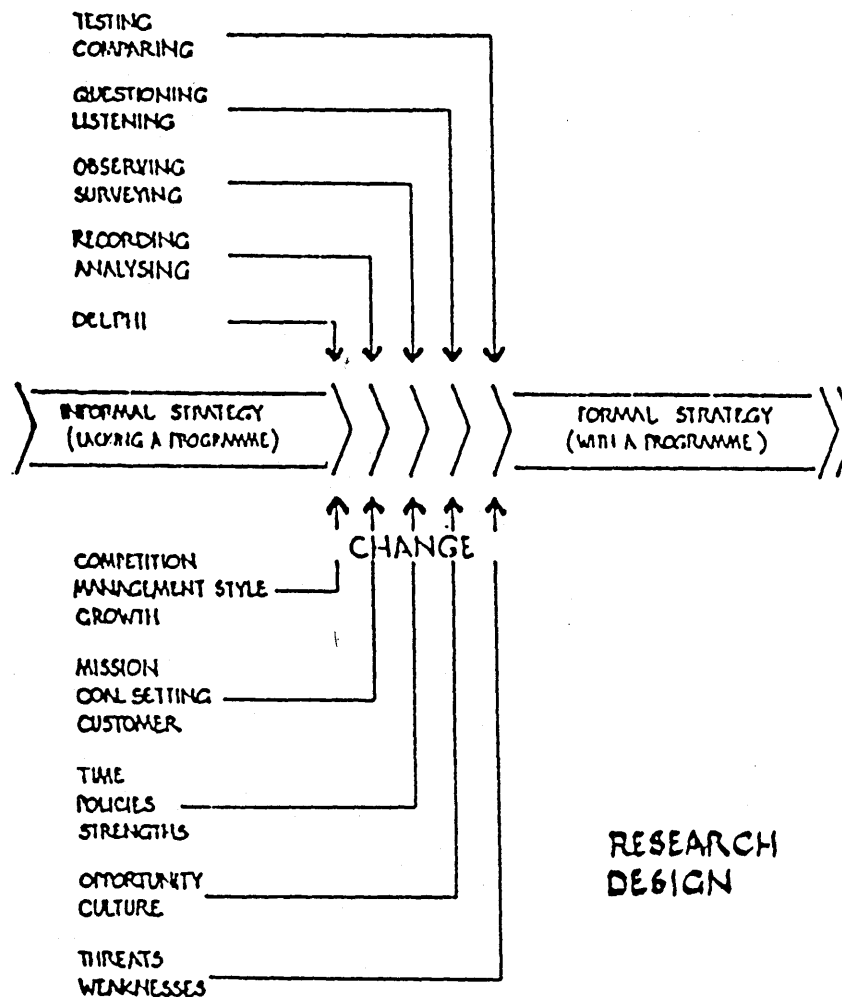 TESTING
COMPARING
QUESTIONING
LISTENING
OBSERVING
SURVEYING
RECORDING
ANALYSING
DELPHI
INFORMAL STRATEGY
(LACKING A PROGRAMME)
FORMAL STRATEGY
(WITH A PROGRAMME)
CHANGE
COMPETITION
MANAGEMENT STYLE
GROWTH
MISSION
GOAL SETTING
CUSTOMER
TIME
POLICIES
STRENGTHS
OPPORTUNITY
CULTURE
THREATS
WEAKNESSES
RESEARCH
DESIGN